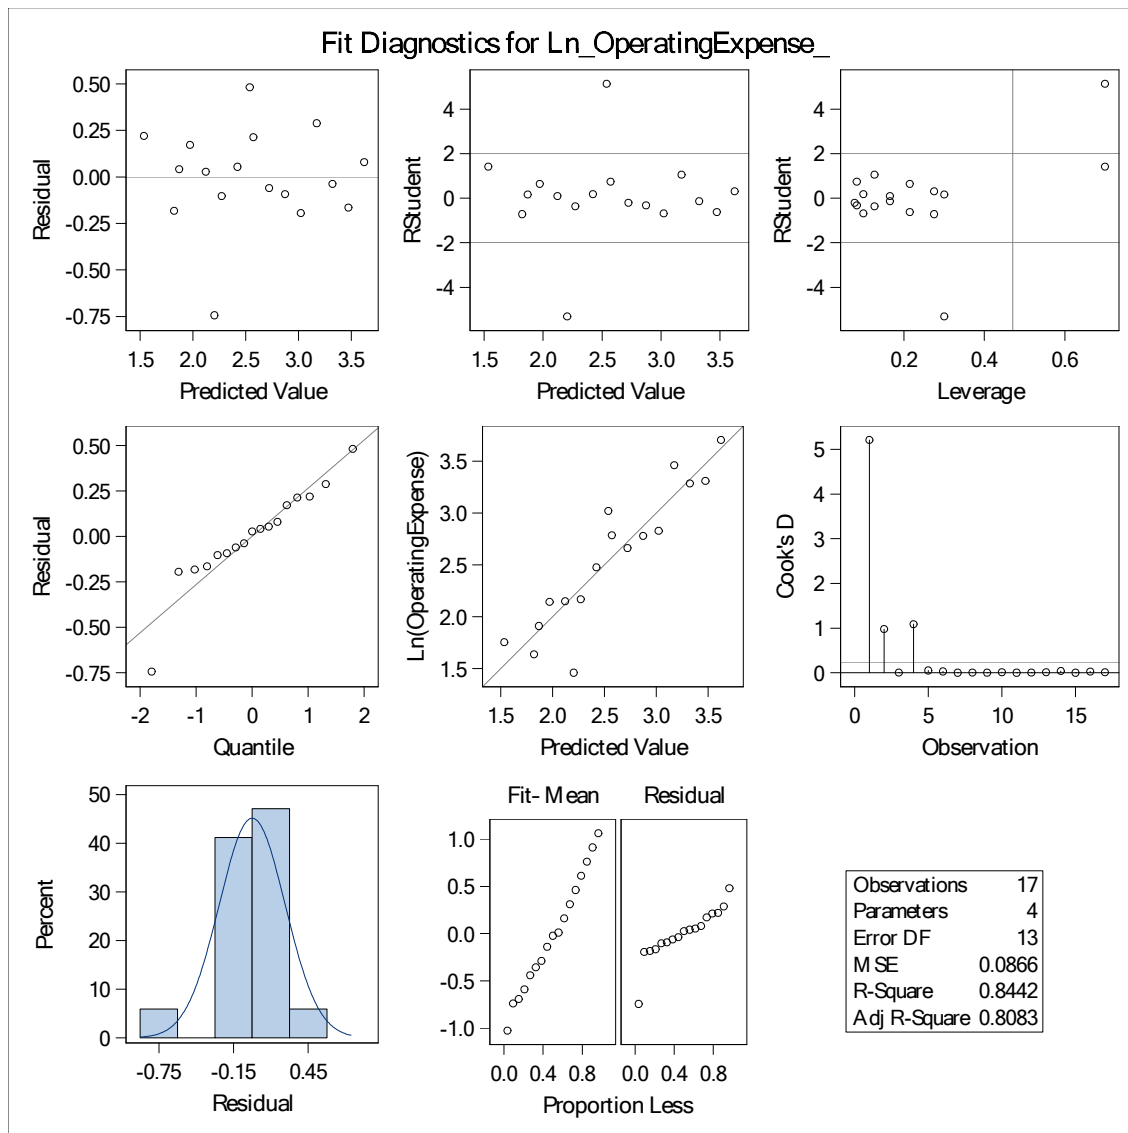 Fit Diagnostics for Ln_OperatingExpense_
Residual
0.50
0.25
0.00
-0.25
-0.50
-0.75
1.5 2.0 2.5 3.0 3.5
Predicted Value
RStudent
4
2
0
-2
-4
1.5 2.0 2.5 3.0 3.5
Predicted Value
RStudent
4
2
0
-2
-4
0.2 0.4 0.6
Leverage
Residual
0.50
0.25
0.00
-0.25
-0.50
-0.75
-2 -1 0 1 2
Quantile
Ln(OperatingExpense)
3.5
3.0
2.5
2.0
1.5
1.5 2.0 2.5 3.0 3.5
Predicted Value
Cook's D
5
4
3
2
1
0
0 5 10 15
Observation
Percent
50
40
30
20
10
0
-0.75 -0.15 0.45
Residual
Fit-Mean Residual
1.0
0.5
0.0
-0.5
-1.0
0.0 0.4 0.8 0.0 0.4 0.8
Proportion Less
Observations 17
Parameters 4
Error DF 13
MSE 0.0866
R-Square 0.8442
Adj R-Square 0.8083